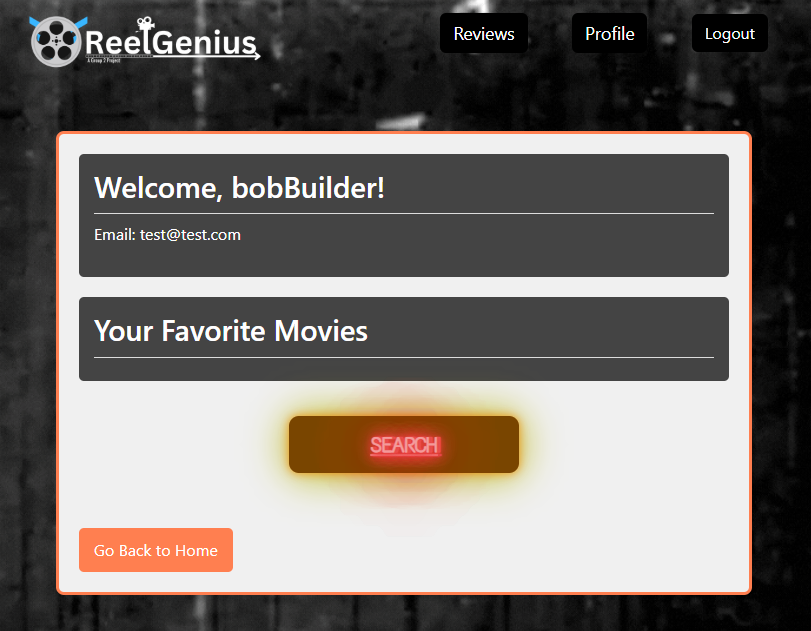 ReelGenius
A Group 2 Project
Reviews
Profile
Logout
Welcome, bobBuilder!
Email: test@test.com
Your Favorite Movies
SEARCH
Go Back to Home